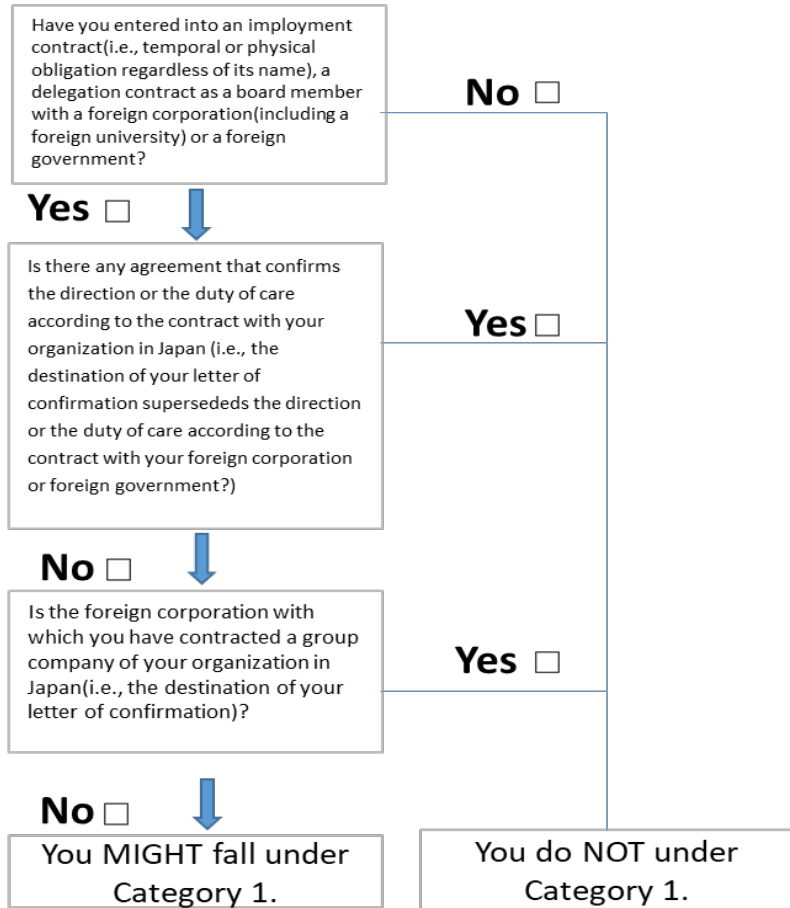 Have you entered into an imployment
contract(i.e., temporal or physical
obligation regardless of its name), a
delegation contract as a board member
with a foreign corporation(including a
foreign university) or a foreign
government?
No □
Yes □
Is there any agreement that confirms
the direction or the duty of care
according to the contract with your
organization in Japan (i.e., the
destination of your letter of
confirmation supersededs the direction
or the duty of care according to the
contract with your foreign corporation
or foreign government?)
Yes □
No □
Is the foreign corporation with
which you have contracted a group
company of your organization in
Japan(i.e., the destination of your
letter of confirmation)?
Yes □
No □
You MIGHT fall under
Category 1.
You do NOT under
Category 1.